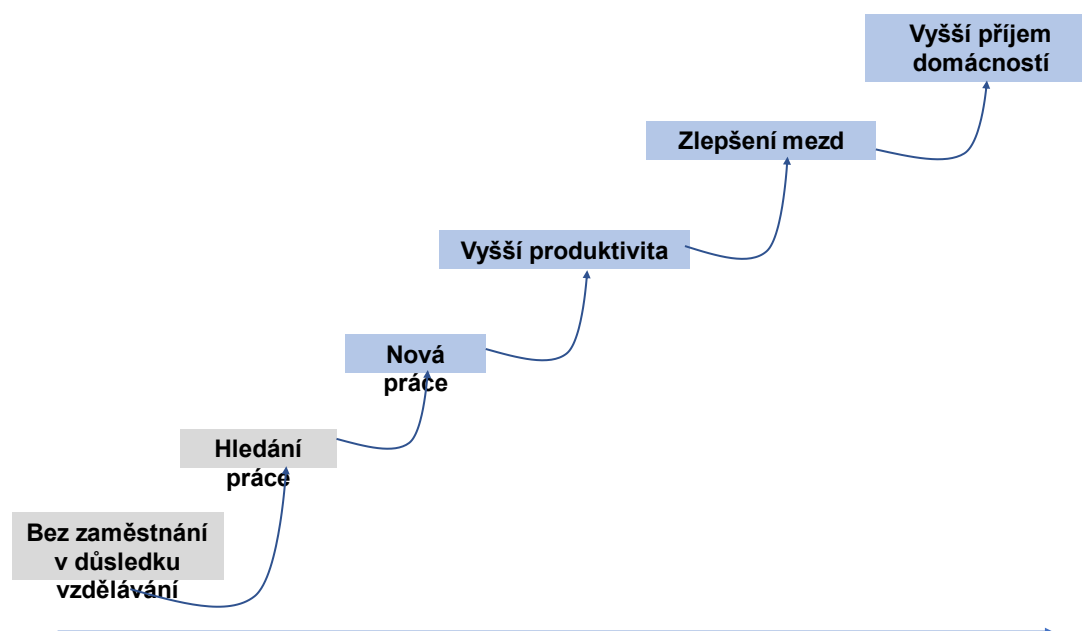 Vyšší příjem
domácností
Zlepšení mezd
Vyšší produktivita
Nová
práce
Hledání
práce
Bez zaměstnání
v důsledku
vzdělávání